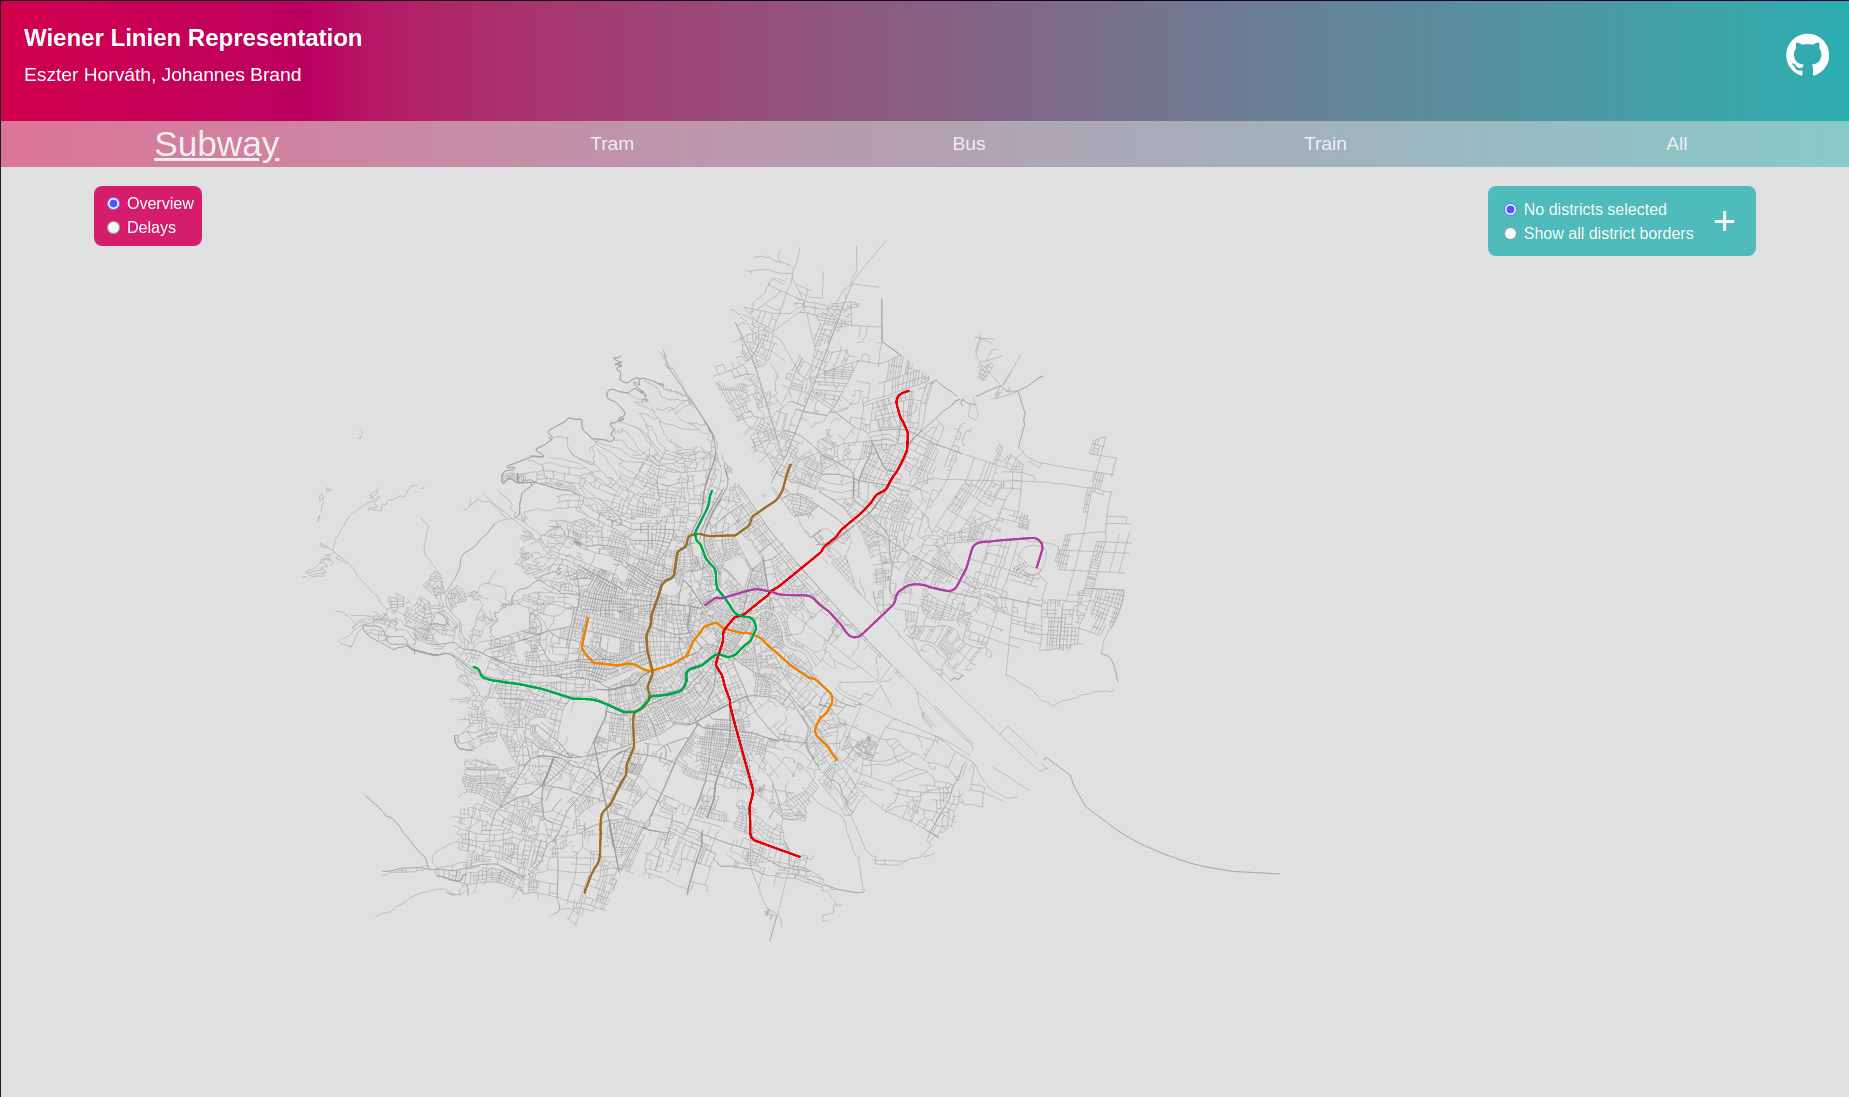 Wiener Linien Representation
Eszter Horváth, Johannes Brand
Subway
Tram
Bus
Train
All
Overview
Delays
No districts selected
Show all district borders
+